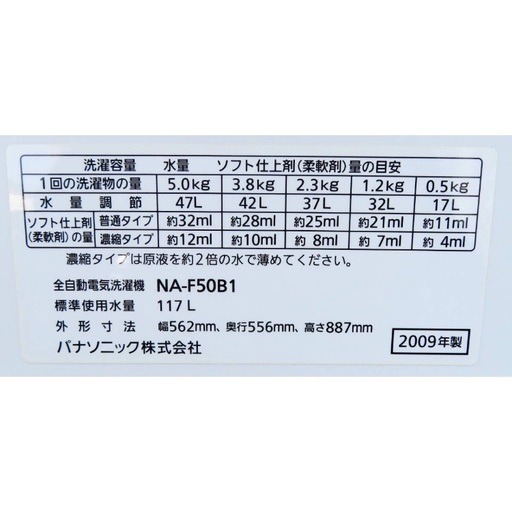 洗濯容量 水量 ソフト仕上剤(柔軟剤)量の目安
1回の洗濯物の量 5.0kg 3.8kg 2.3kg 1.2kg 0.5kg
水量調節 47L 42L 37L 32L 17L
ソフト仕上剤(柔軟剤)の量 普通タイプ 約32ml 約28ml 約25ml 約21ml 約11ml
濃縮タイプ 約12ml 約10ml 約8ml 約7ml 約4ml
濃縮タイプは原液を約2倍の水で薄めてください。
全自動電気洗濯機 NA-F50B1
標準使用水量 117L
外形寸法 幅562mm、奥行556mm、高さ887mm
パナソニック株式会社 2009年製